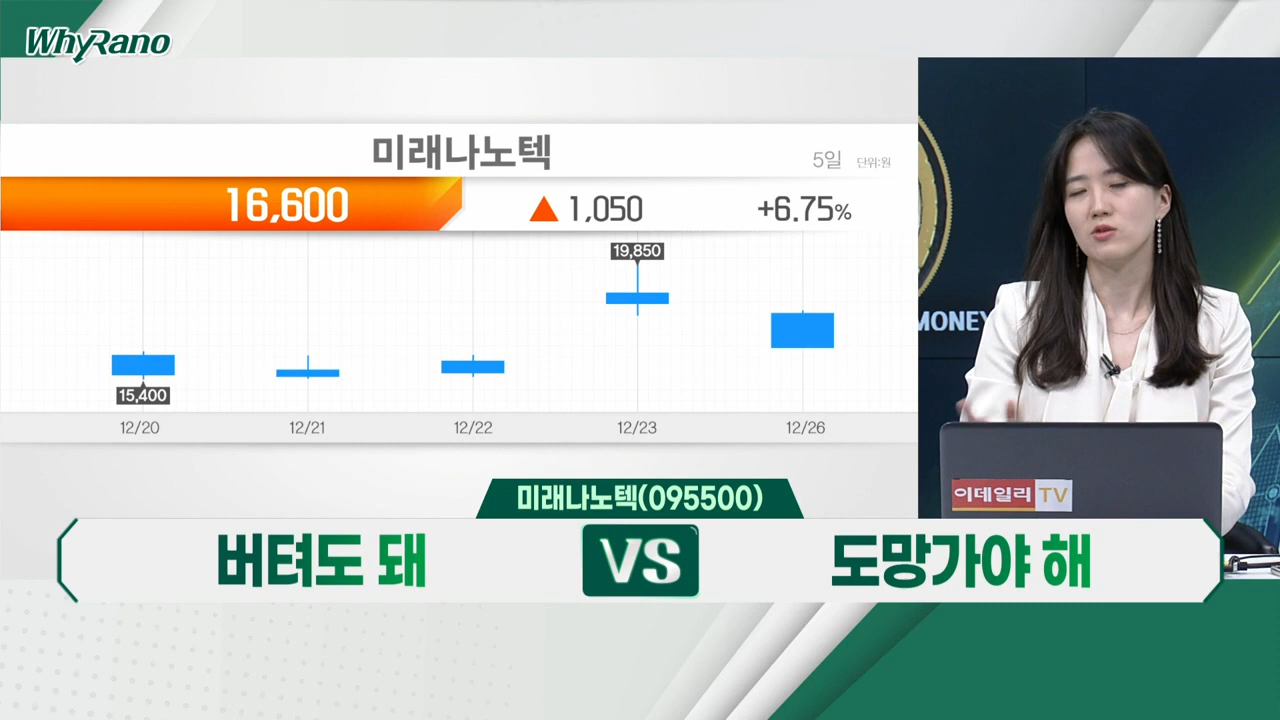 WhyRano
미래나노텍
5일 단위:원
16,600 ▲ 1,050 +6.75%
19,850
15,400
12/20 12/21 12/22 12/23 12/26
MONEY
이데일리 TV
미래나노텍(095500)
버텨도 돼 VS 도망가야 해